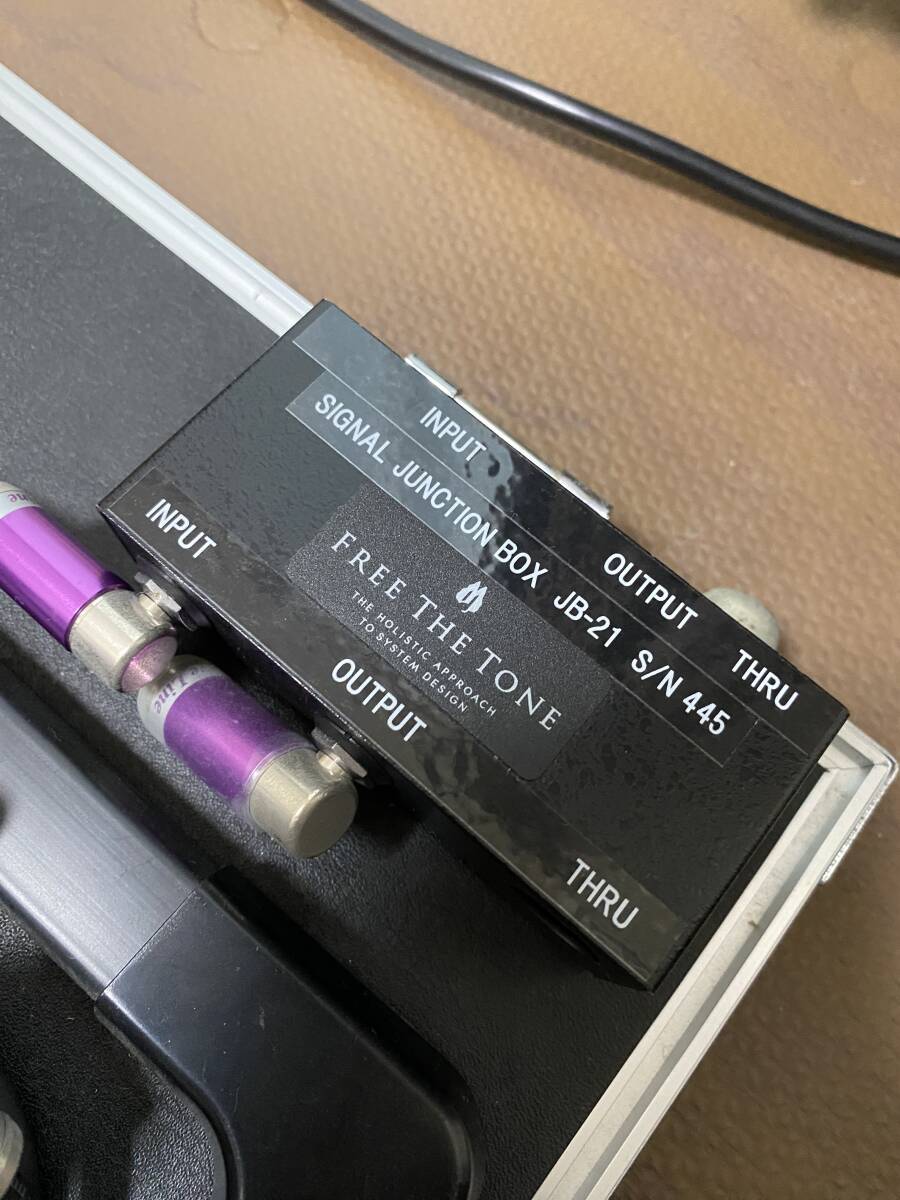 INPUT
OUTPUT
THRU
SIGNAL JUNCTION BOX JB-21 S/N 445
FREE THE TONE
THE HOLISTIC APPROACH
TO SYSTEM DESIGN
INPUT
OUTPUT
THRU
Line